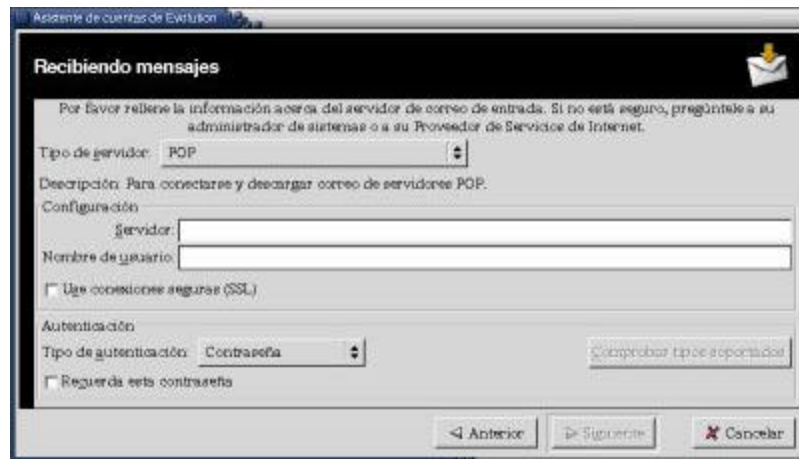 Asistente de cuentas de Evolution
Recibiendo mensajes
Por favor rellene la información acerca del servidor de correo de entrada. Si no está seguro, pregúntele a su
administrador de sistemas o a su Proveedor de Servicios de Internet.
Tipo de servidor: POP
Descripción: Para conectarse y descargar correo de servidores POP.
Configuración
Servidor:
Nombre de usuario:
Use conexiones seguras (SSL)
Autenticación
Tipo de autenticación: Contraseña Comprobar tipos soportados
Recuerda esta contraseña
Anterior Siguiente Cancelar